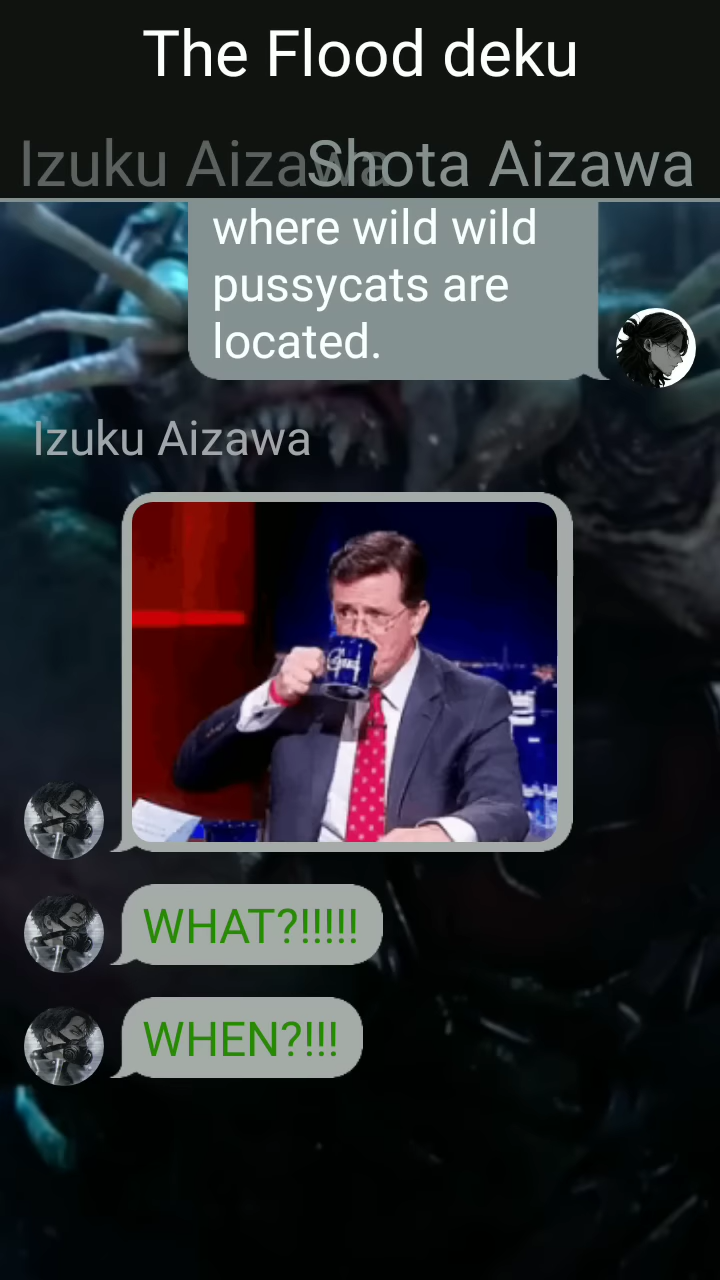 The Flood deku
Izuku Aizawa
Shota Aizawa
where wild wild
pussycats are
located.
Izuku Aizawa
WHAT?!!!!!
WHEN?!!!